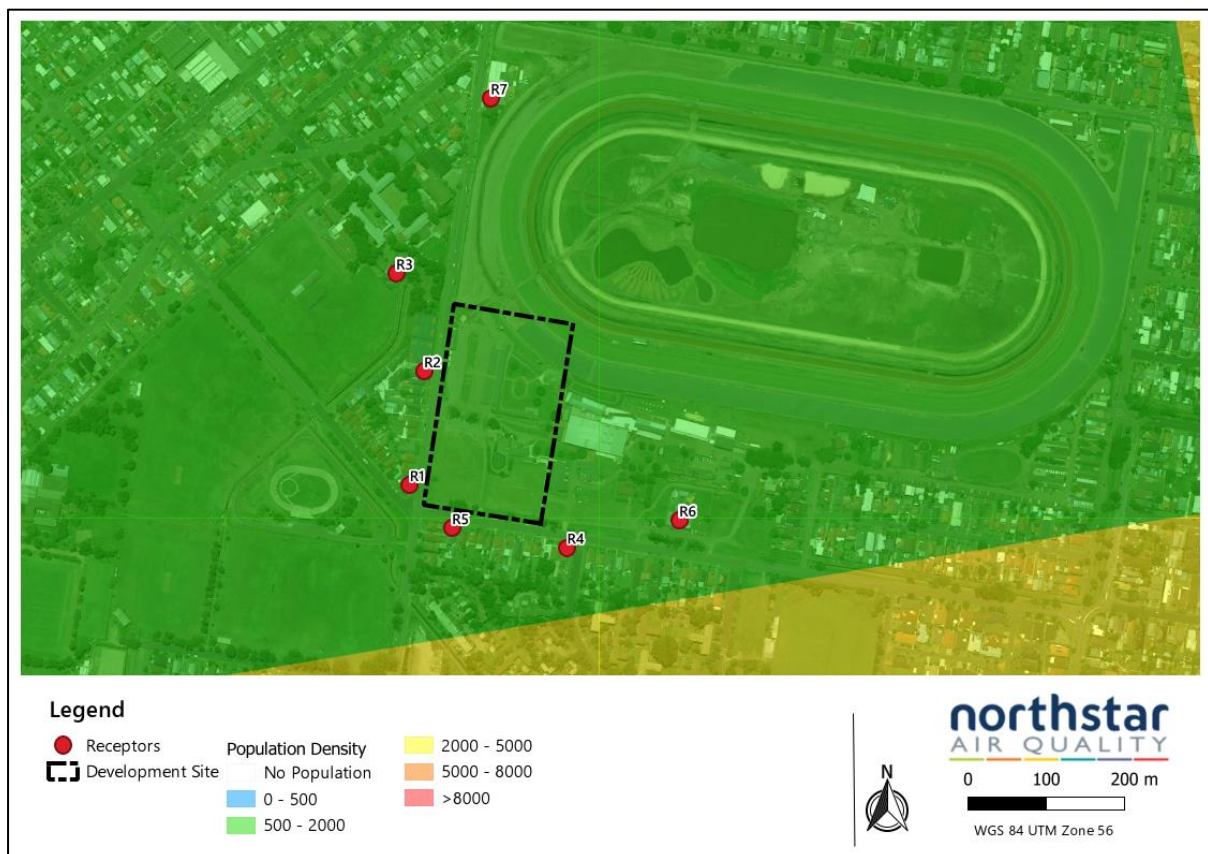 R7
R3
R2
R1
R5
R4
R6
Legend
Receptors
Development Site
Population Density
No Population
0 - 500
500 - 2000
2000 - 5000
5000 - 8000
>8000
N
northstar
AIR QUALITY
0 100 200 m
WGS 84 UTM Zone 56